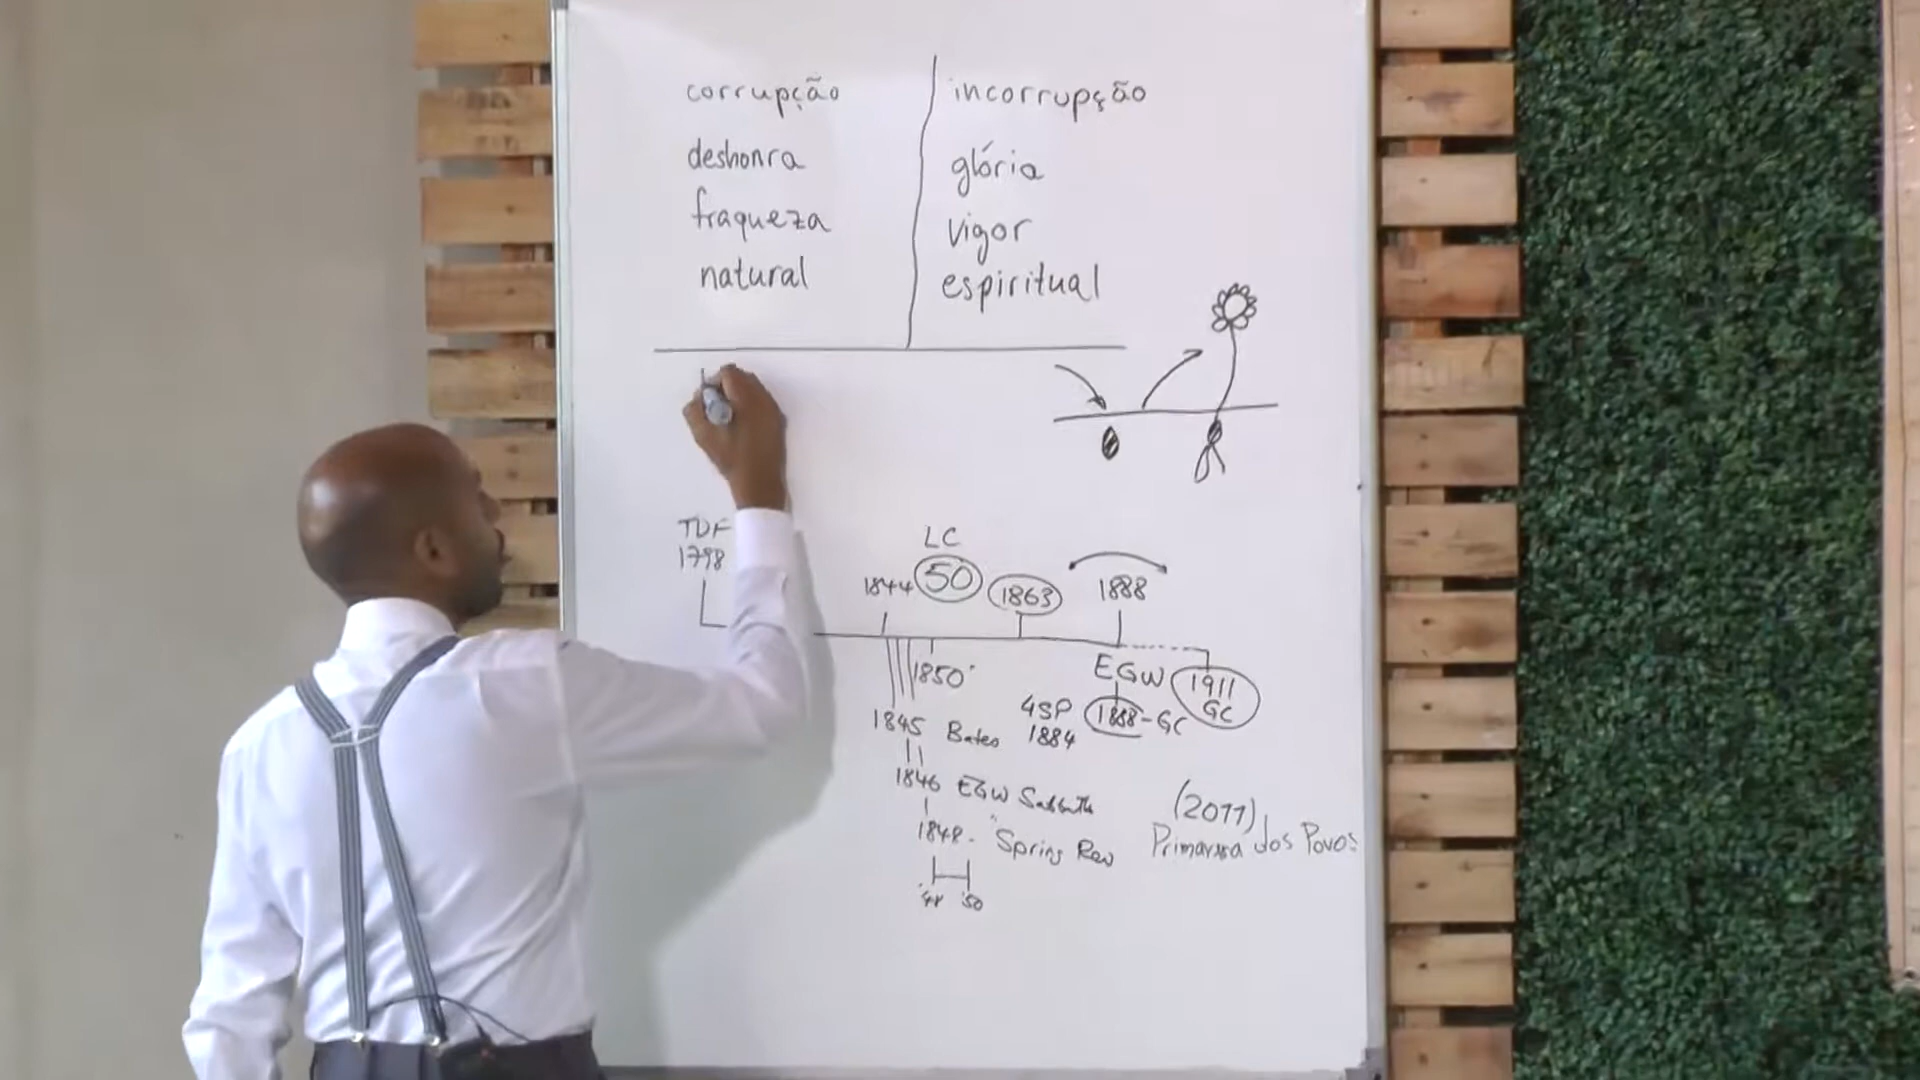 corrupção incorrupção
deshonra glória
fraqueza vigor
natural espiritual
TDF
1798
LC
1844 50 1863 1888
1850
EGW
1911
GC
4SP 1888-GC
1884
1845 Bates
1846 EGW Sabbath
1848- "Spring Rev
'48 '50
(2011)
Primavera dos Povos